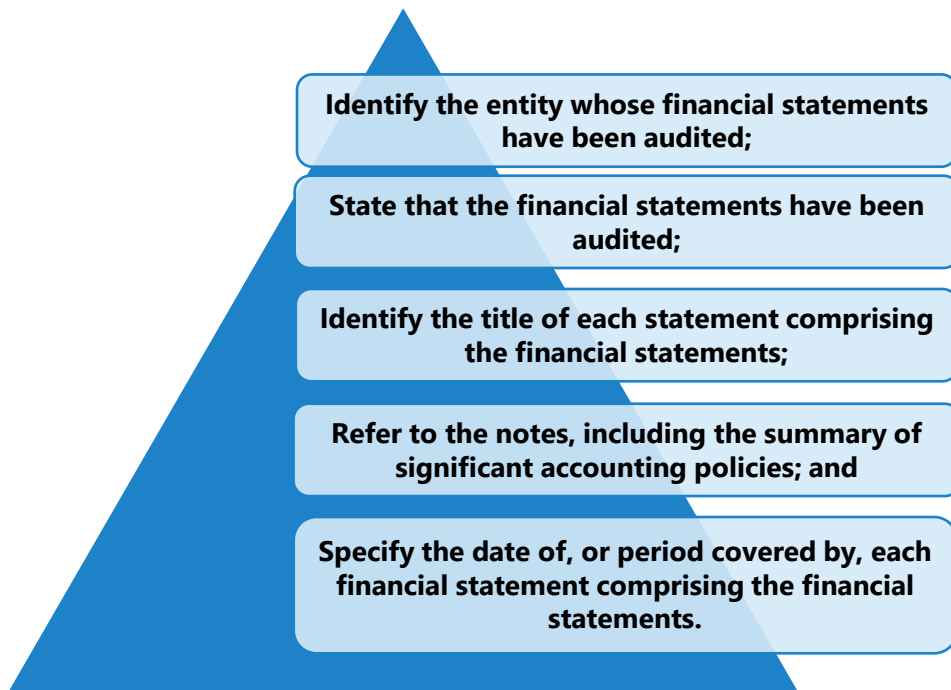 Identify the entity whose financial statements
have been audited;
State that the financial statements have been
audited;
Identify the title of each statement comprising
the financial statements;
Refer to the notes, including the summary of
significant accounting policies; and
Specify the date of, or period covered by, each
financial statement comprising the financial
statements.